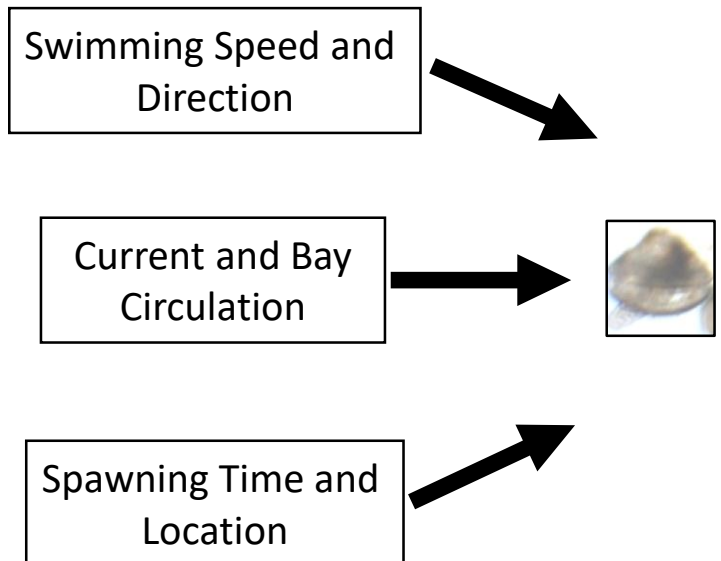 Swimming Speed and
Direction
Current and Bay
Circulation
Spawning Time and
Location